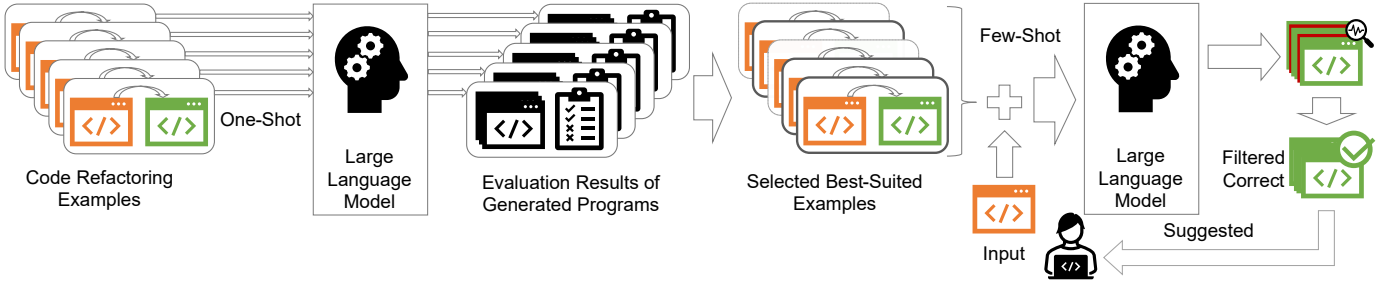 Code Refactoring
Examples
One-Shot
Large
Language
Model
Evaluation Results of
Generated Programs
Selected Best-Suited
Examples
Few-Shot
Input
Large
Language
Model
Filtered
Correct
Suggested